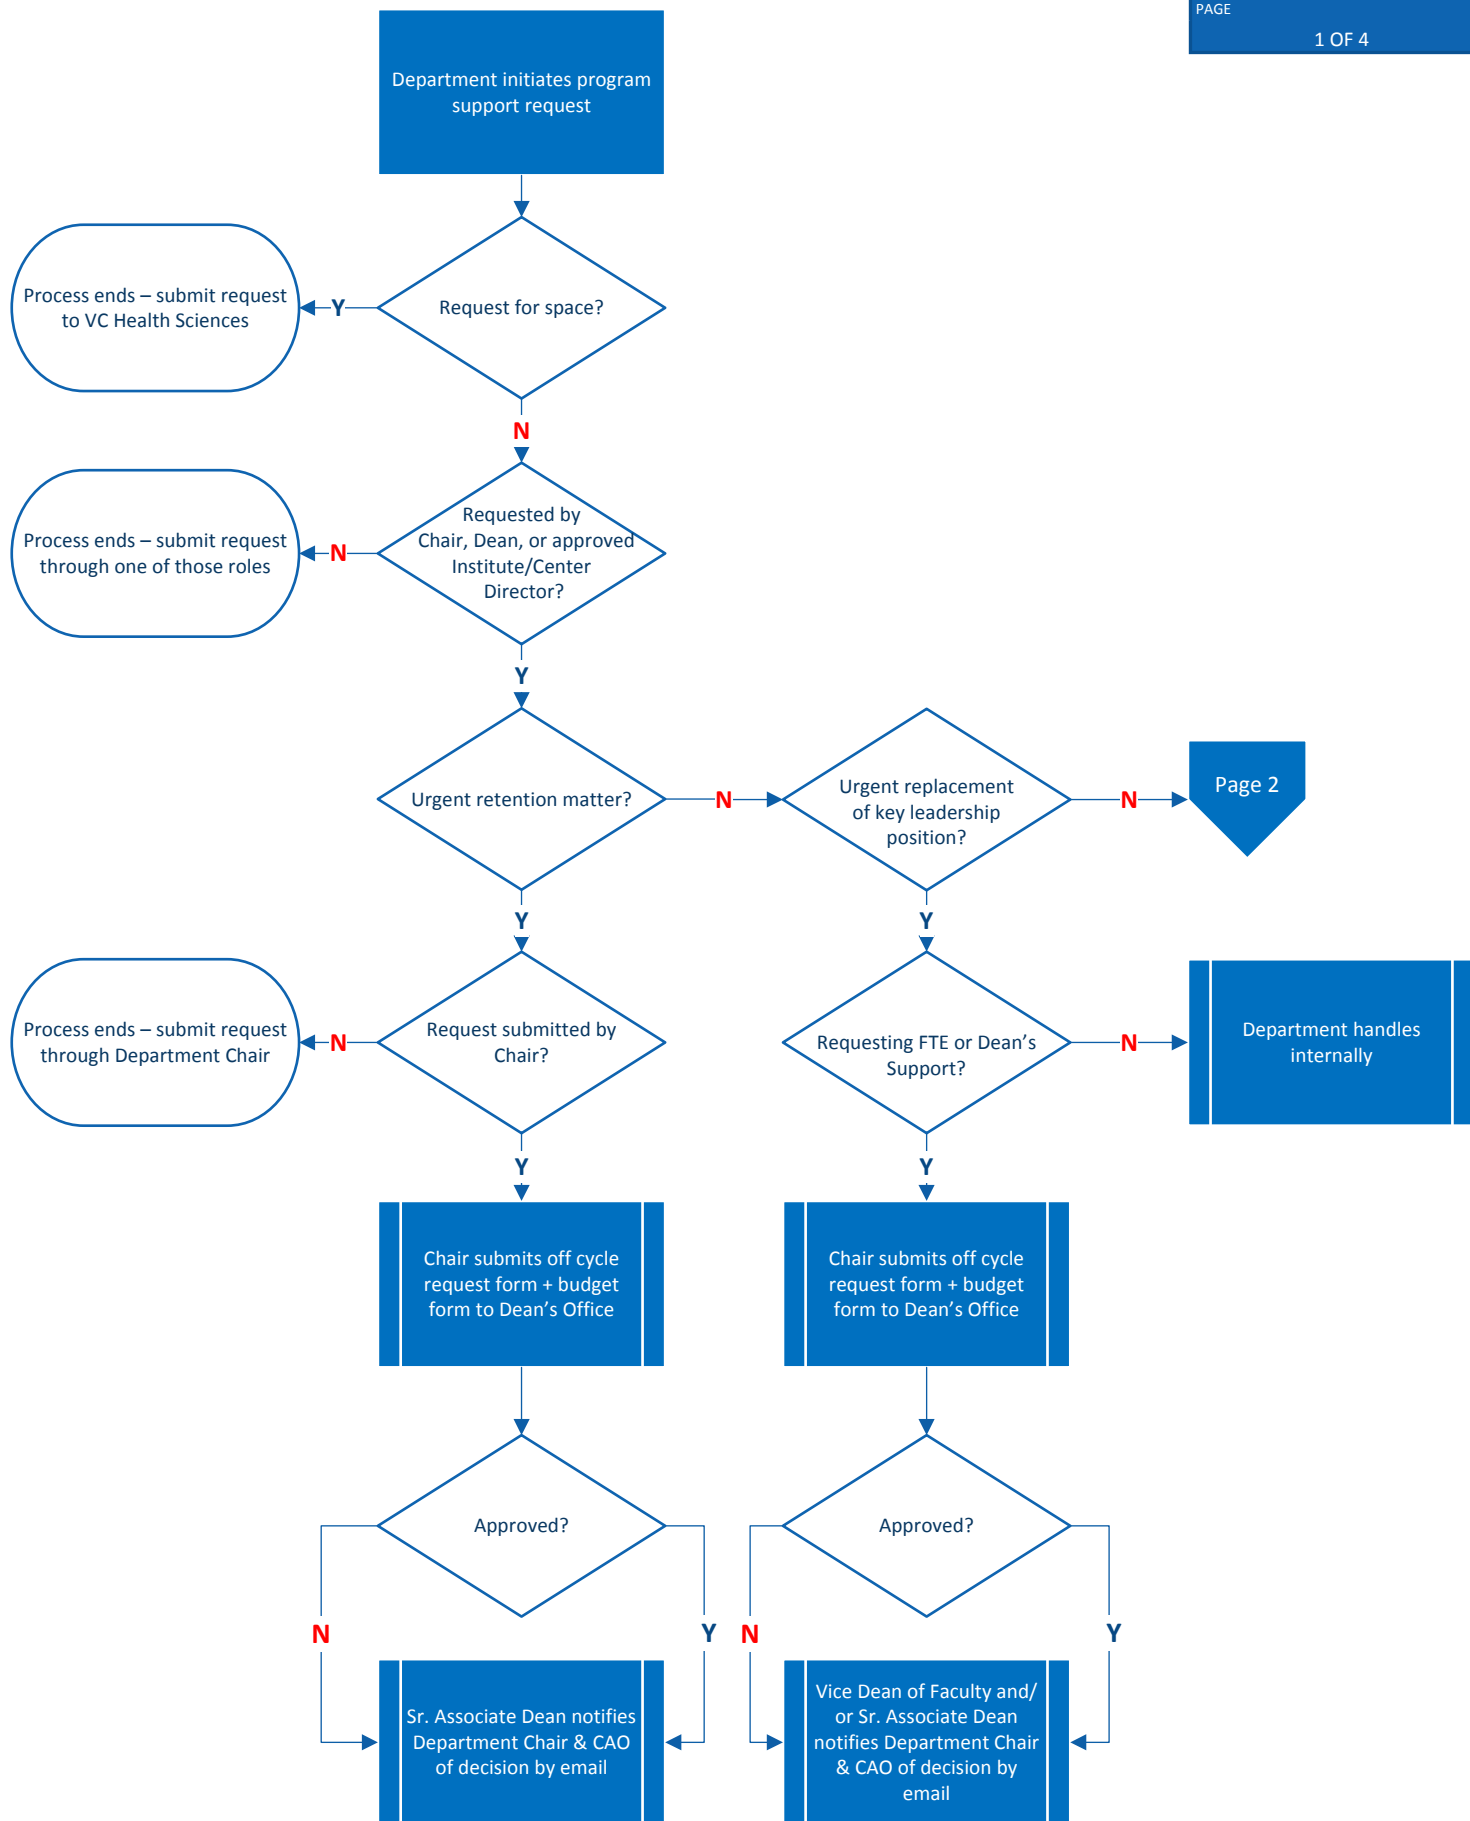 PAGE
1 OF 4
Department initiates program
support request
Request for space?
Y
Process ends – submit request
to VC Health Sciences
N
Requested by
Chair, Dean, or approved
Institute/Center
Director?
N
Process ends – submit request
through one of those roles
Y
Urgent retention matter?
N
Urgent replacement
of key leadership
position?
N
Page 2
Y
Y
Request submitted by
Chair?
N
Process ends – submit request
through Department Chair
Requesting FTE or Dean’s
Support?
N
Department handles
internally
Y
Y
Chair submits off cycle
request form + budget
form to Dean’s Office
Chair submits off cycle
request form + budget
form to Dean’s Office
Approved?
Approved?
N
Y
N
Y
Sr. Associate Dean notifies
Department Chair & CAO
of decision by email
Vice Dean of Faculty and/
or Sr. Associate Dean
notifies Department Chair
& CAO of decision by
email